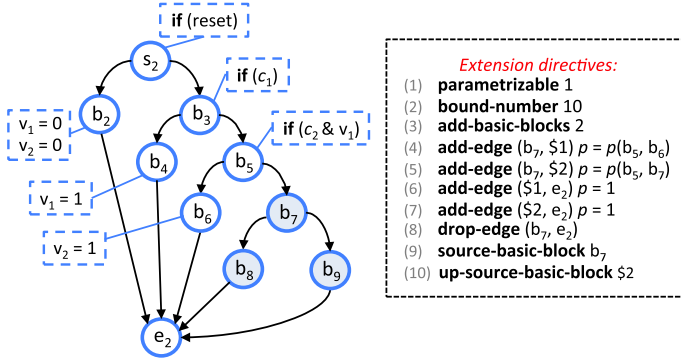 if (reset)
s₂
if (c₁)
v₁ = 0
v₂ = 0
b₂
b₃
if (c₂ & v₁)
b₄
b₅
v₁ = 1
b₆
b₇
v₂ = 1
b₈
b₉
e₂
Extension directives:
(1) parametrizable 1
(2) bound-number 10
(3) add-basic-blocks 2
(4) add-edge (b₇, $1) p = p(b₅, b₆)
(5) add-edge (b₇, $2) p = p(b₅, b₇)
(6) add-edge ($1, e₂) p = 1
(7) add-edge ($2, e₂) p = 1
(8) drop-edge (b₇, e₂)
(9) source-basic-block b₇
(10) up-source-basic-block $2